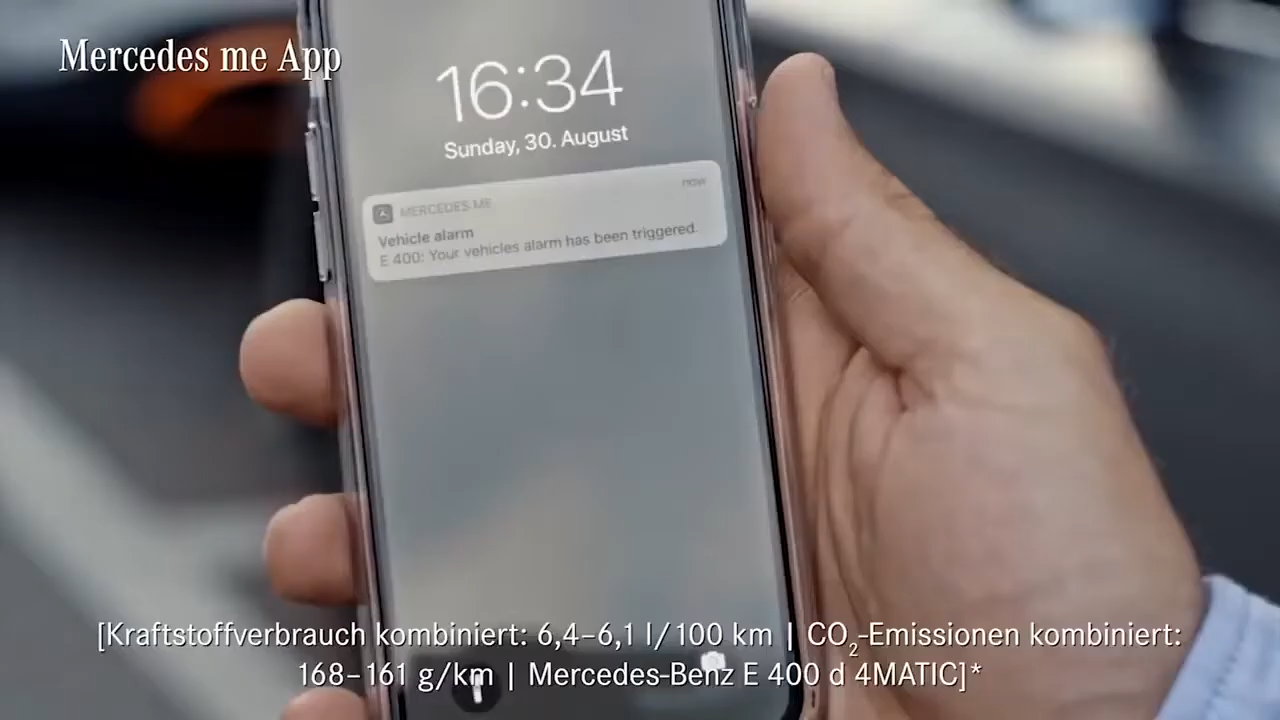 Mercedes me App
16:34
Sunday, 30. August
now
MERCEDES ME
Vehicle alarm
E 400: Your vehicles alarm has been triggered.
[Kraftstoffverbrauch kombiniert: 6,4–6,1 l/100 km | CO₂-Emissionen kombiniert:
168–161 g/km | Mercedes-Benz E 400 d 4MATIC]*